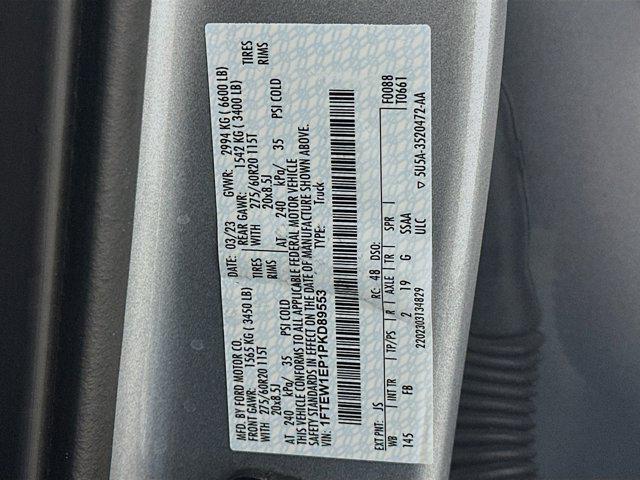 MFD. BY FORD MOTOR CO.
DATE: 03/23 GVWR: 2994 KG ( 6600 LB)
FRONT GAWR: 1565 KG ( 3450 LB) REAR GAWR: 1542 KG ( 3400 LB)
WITH 275/60R20 115T TIRES WITH 275/60R20 115T TIRES
20x8.5J RIMS 20x8.5J RIMS
AT 240 kPa/ 35 PSI COLD AT 240 kPa/ 35 PSI COLD
THIS VEHICLE CONFORMS TO ALL APPLICABLE FEDERAL MOTOR VEHICLE
SAFETY STANDARDS IN EFFECT ON THE DATE OF MANUFACTURE SHOWN ABOVE.
VIN: 1FTEW1EP1PKD89553 TYPE: Truck
F0088
T0661
EXT PNT: JS RC: 48 DSO:
WB INT TR TP/PS R AXLE TR SPR
145 FB 2 19 G SSAA
2202303134829 ULC ▽ 5U5A-3520472-AA